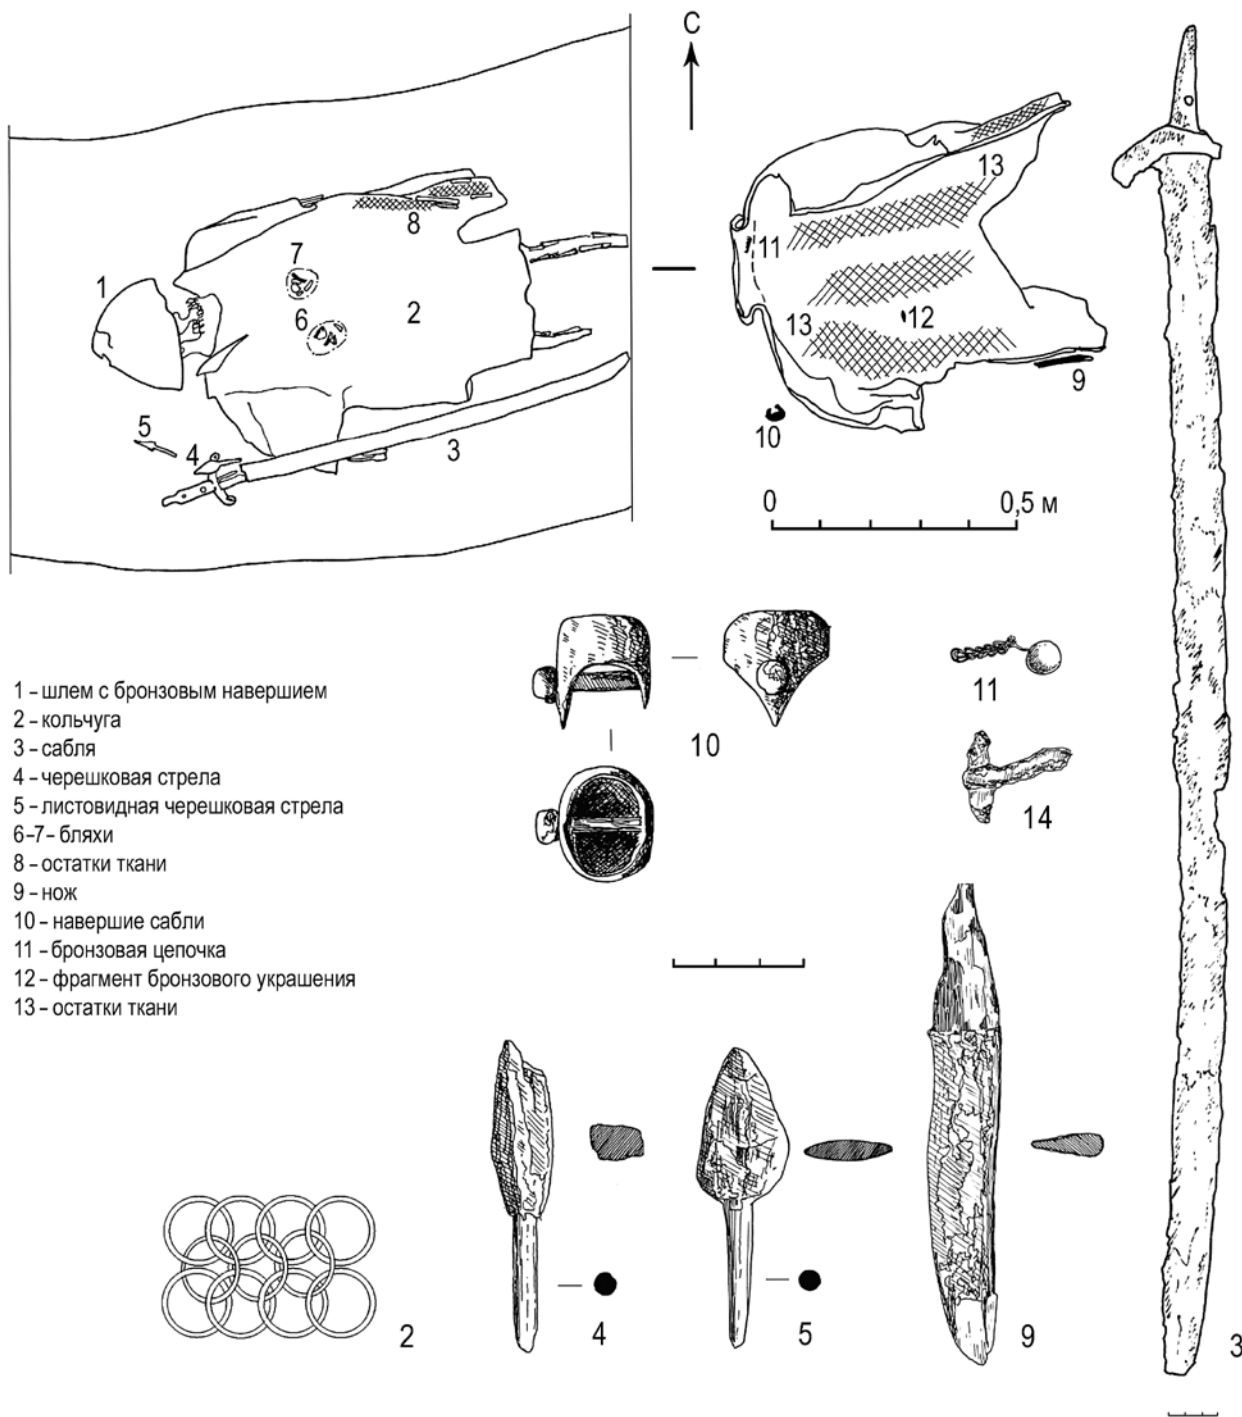 С
1
2
3
4
5
6
7
8
9
10
11
12
13
13
0
0,5 м
1 – шлем с бронзовым навершием
2 – кольчуга
3 – сабля
4 – черешковая стрела
5 – листовидная черешковая стрела
6–7 – бляхи
8 – остатки ткани
9 – нож
10 – навершие сабли
11 – бронзовая цепочка
12 – фрагмент бронзового украшения
13 – остатки ткани
10
11
14
2
4
5
9
3